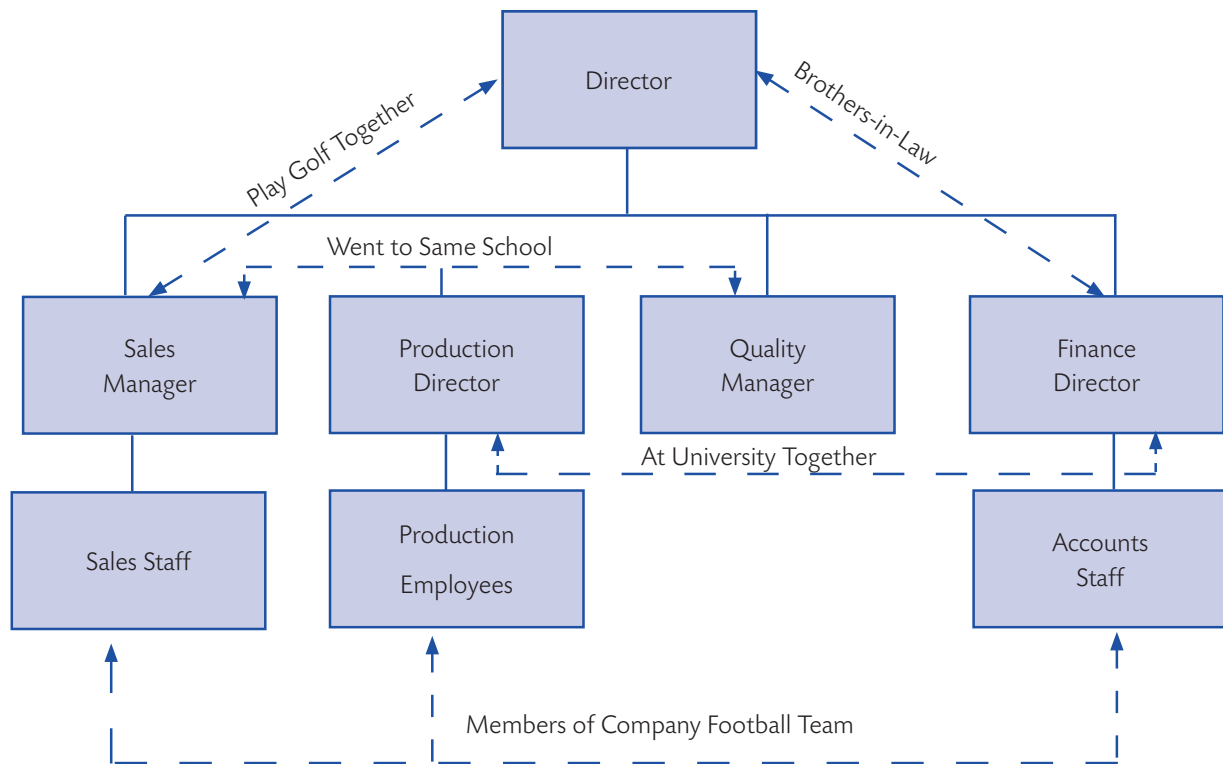 Director
Play Golf Together
Brothers-in-Law
Went to Same School
Sales
Manager
Production
Director
Quality
Manager
Finance
Director
At University Together
Sales Staff
Production
Employees
Accounts
Staff
Members of Company Football Team